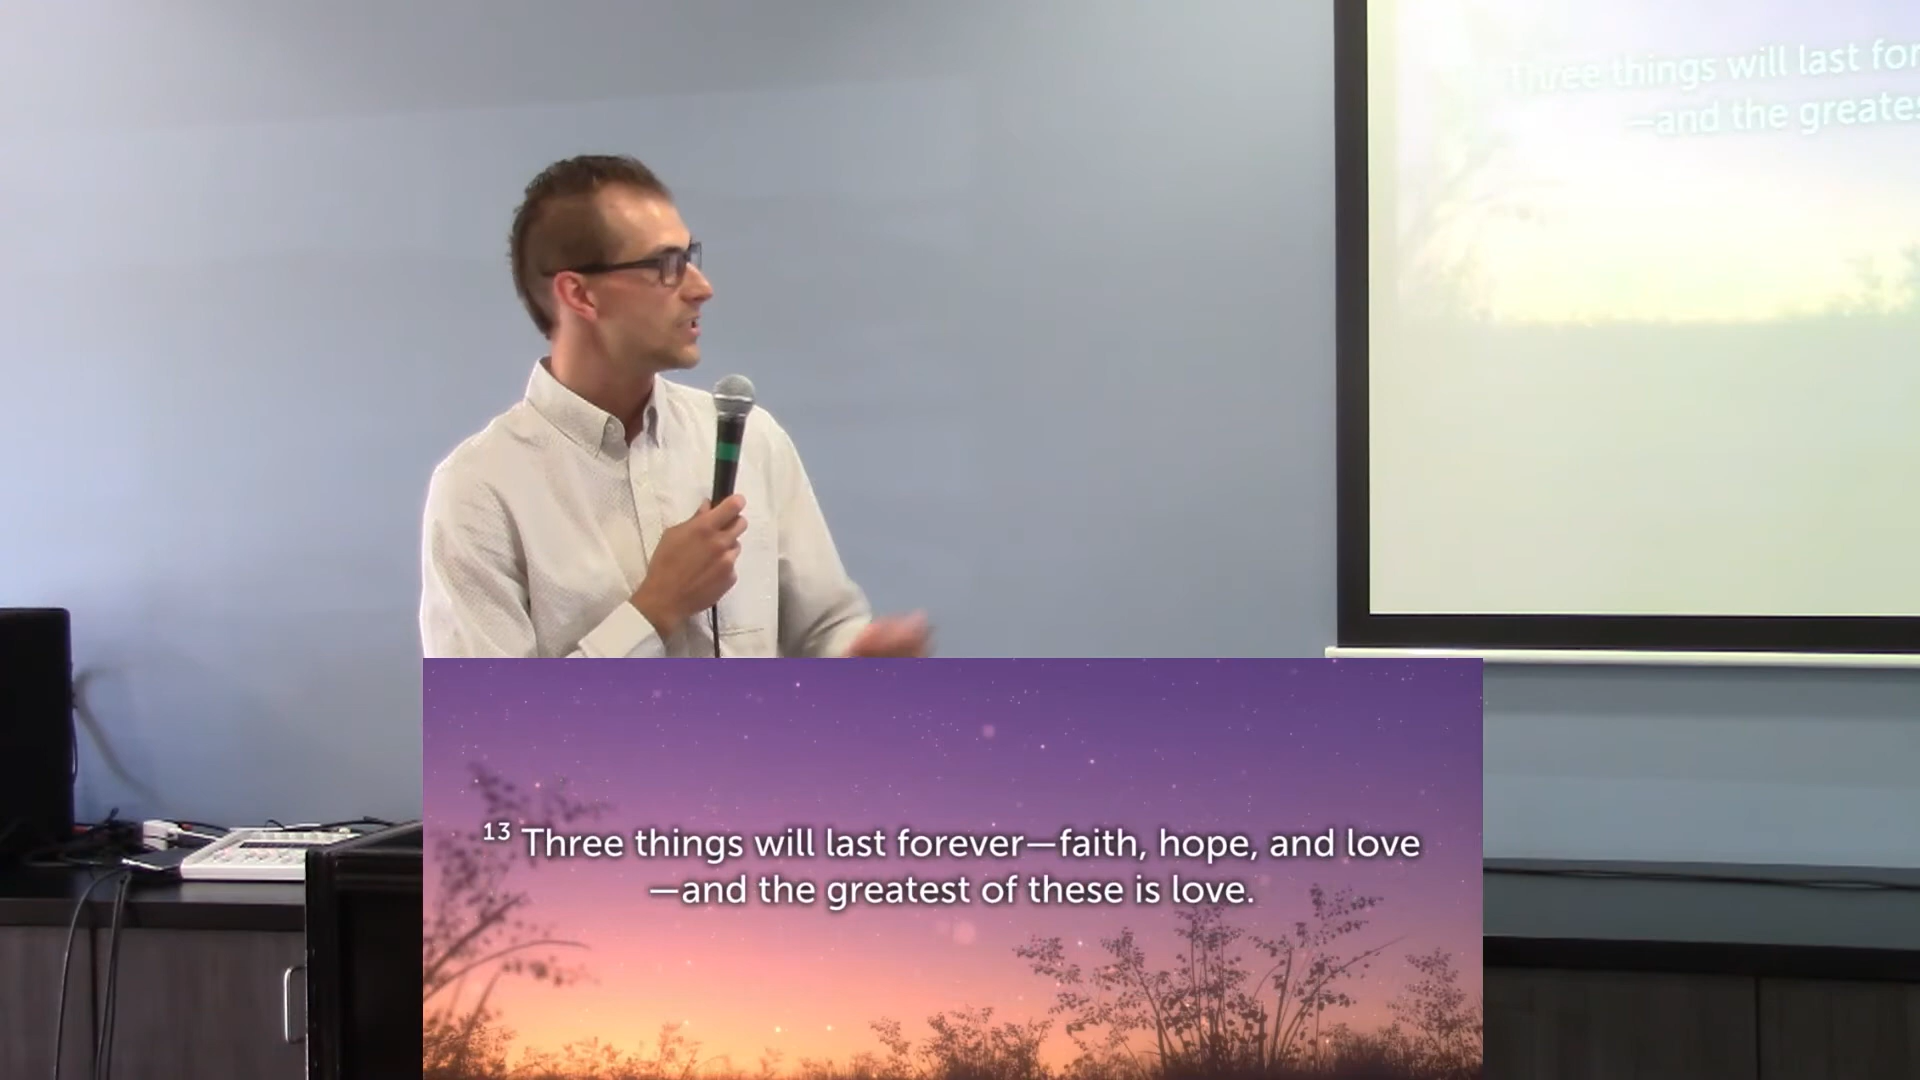 Three things will last for
—and the greates
13 Three things will last forever—faith, hope, and love
—and the greatest of these is love.